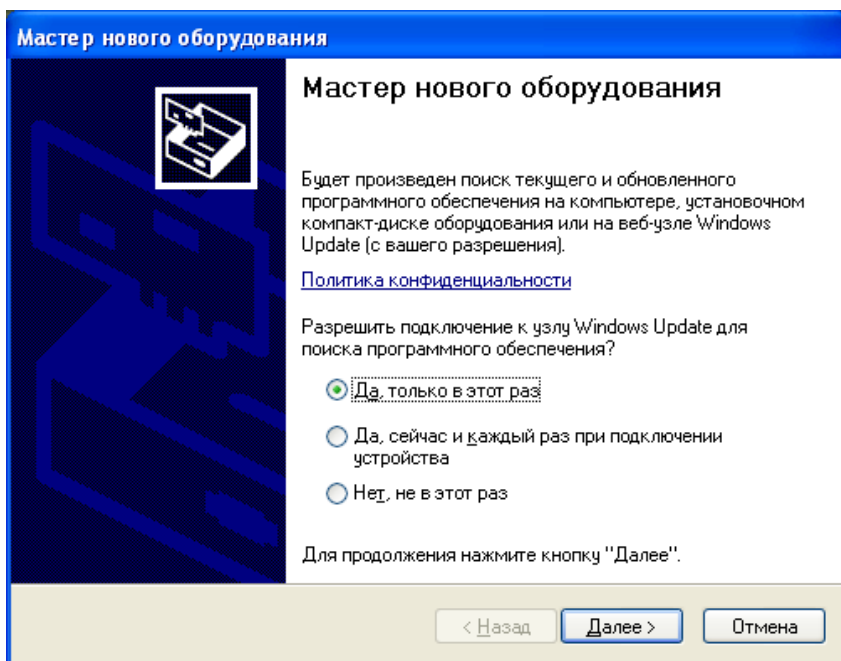 Мастер нового оборудования
Мастер нового оборудования
Будет произведен поиск текущего и обновленного
программного обеспечения на компьютере, установочном
компакт-диске оборудования или на веб-узле Windows
Update (с вашего разрешения).
Политика конфиденциальности
Разрешить подключение к узлу Windows Update для
поиска программного обеспечения?
Да, только в этот раз
Да, сейчас и каждый раз при подключении
устройства
Нет, не в этот раз
Для продолжения нажмите кнопку "Далее".
< Назад Далее > Отмена